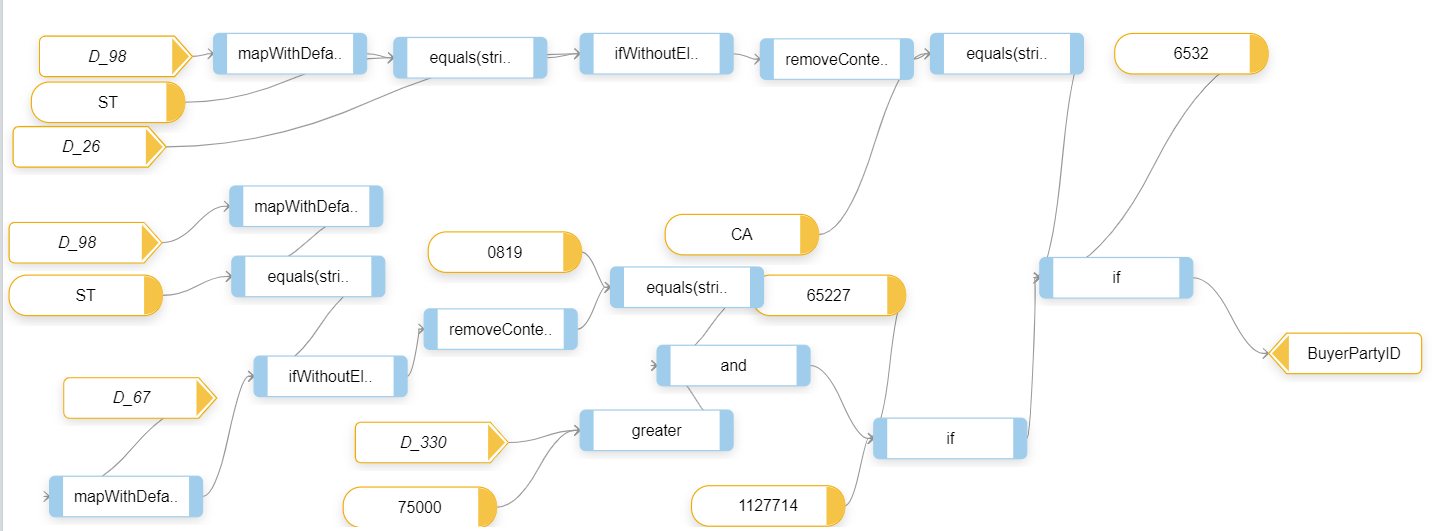 D_98
mapWithDefa..
equals(stri..
ifWithoutEl..
removeConte..
equals(stri..
6532
ST
D_26
mapWithDefa..
D_98
CA
0819
equals(stri..
ST
equals(stri..
65227
if
removeConte..
BuyerPartyID
and
ifWithoutEl..
D_67
greater
D_330
if
mapWithDefa..
75000
1127714